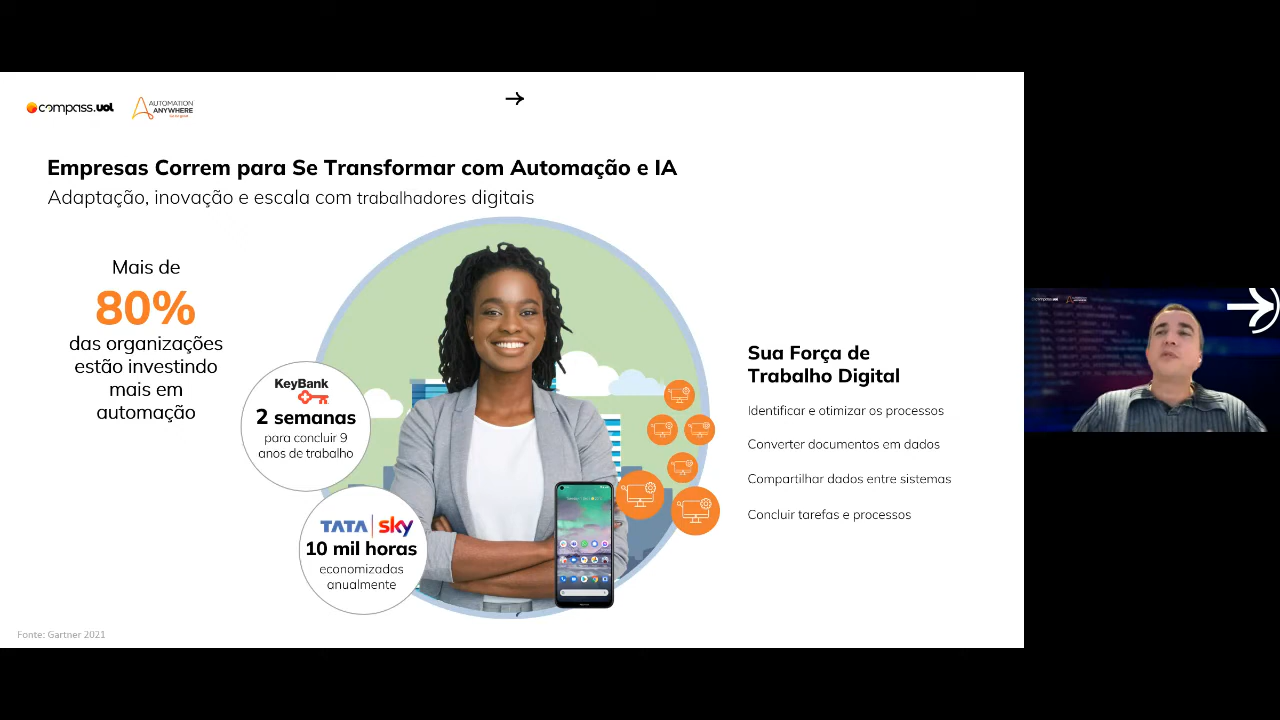 compass.uol
AUTOMATION
ANYWHERE
Empresas Correm para Se Transformar com Automação e IA
Adaptação, inovação e escala com trabalhadores digitais
Mais de
80%
das organizações
estão investindo
mais em
automação
KeyBank
2 semanas
para concluir 9
anos de trabalho
TATA sky
10 mil horas
economizadas
anualmente
Sua Força de
Trabalho Digital
Identificar e otimizar os processos
Converter documentos em dados
Compartilhar dados entre sistemas
Concluir tarefas e processos
Fonte: Gartner 2021